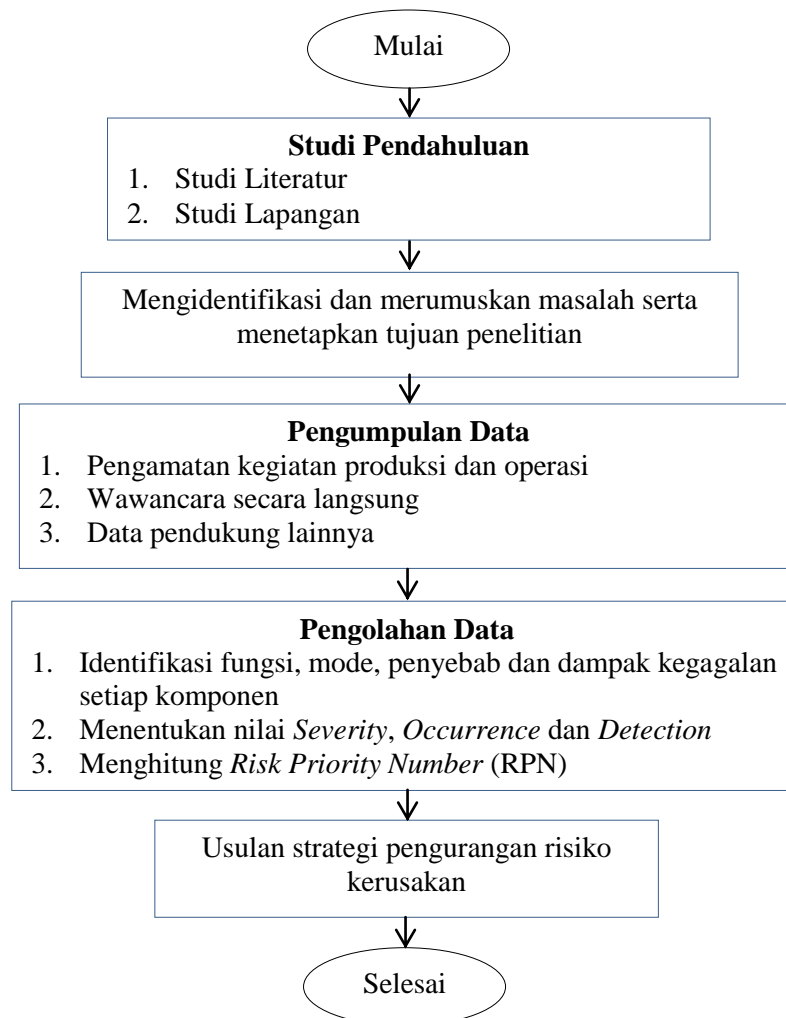 Mulai
Studi Pendahuluan
1. Studi Literatur
2. Studi Lapangan
Mengidentifikasi dan merumuskan masalah serta
menetapkan tujuan penelitian
Pengumpulan Data
1. Pengamatan kegiatan produksi dan operasi
2. Wawancara secara langsung
3. Data pendukung lainnya
Pengolahan Data
1. Identifikasi fungsi, mode, penyebab dan dampak kegagalan
setiap komponen
2. Menentukan nilai Severity, Occurrence dan Detection
3. Menghitung Risk Priority Number (RPN)
Usulan strategi pengurangan risiko
kerusakan
Selesai